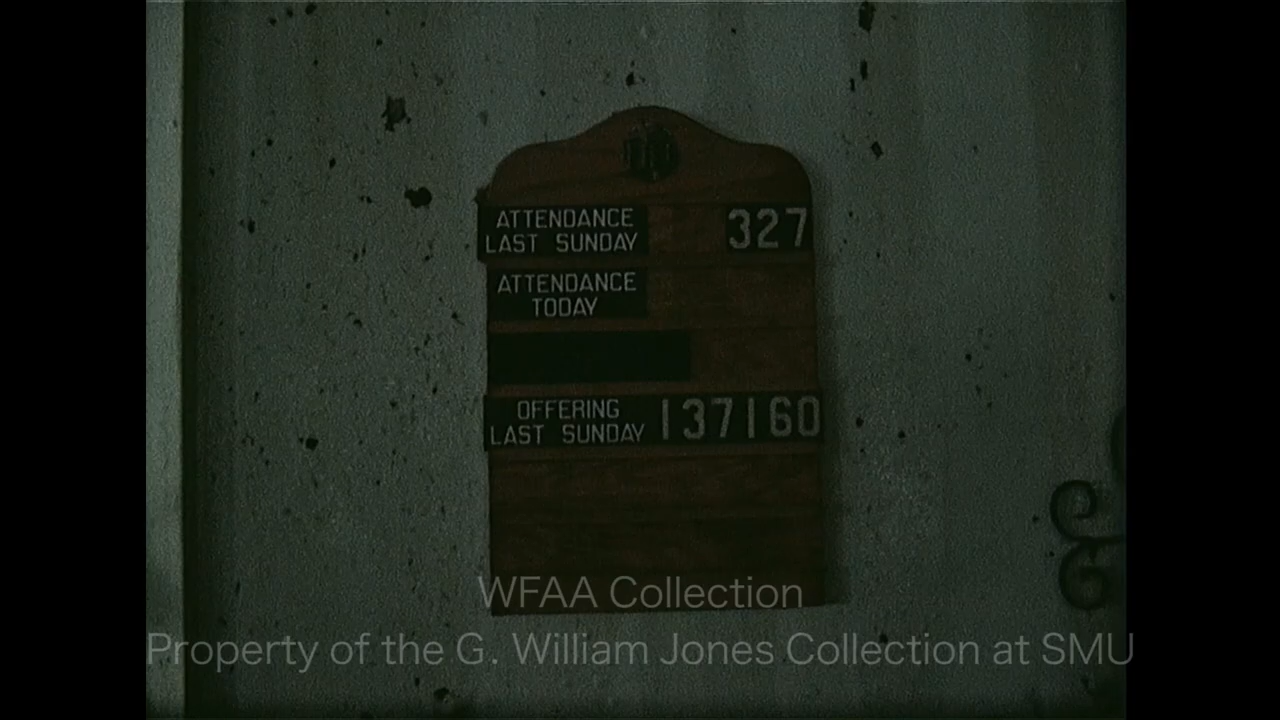 ATTENDANCE
LAST SUNDAY 327
ATTENDANCE
TODAY
OFFERING
LAST SUNDAY 137160
WFAA Collection
Property of the G. William Jones Collection at SMU